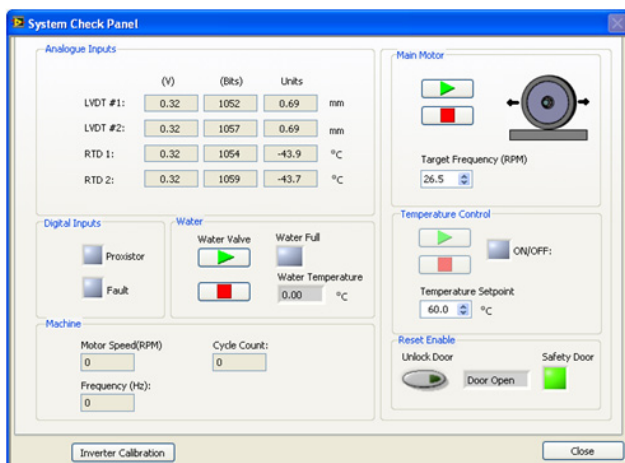 System Check Panel
Analogue Inputs
(V) (Bits) Units
LVDT #1: 0.32 1052 0.69 mm
LVDT #2: 0.32 1057 0.69 mm
RTD 1: 0.32 1054 -43.9 °C
RTD 2: 0.32 1059 -43.7 °C
Digital Inputs
Proxistor
Fault
Water
Water Valve Water Full
Water Temperature
0.00 °C
Machine
Motor Speed(RPM) Cycle Count:
0 0
Frequency (Hz):
0
Main Motor
Target Frequency (RPM)
26.5
Temperature Control
ON/OFF:
Temperature Setpoint
60.0 °C
Reset Enable
Unlock Door Safety Door
Door Open
Inverter Calibration Close